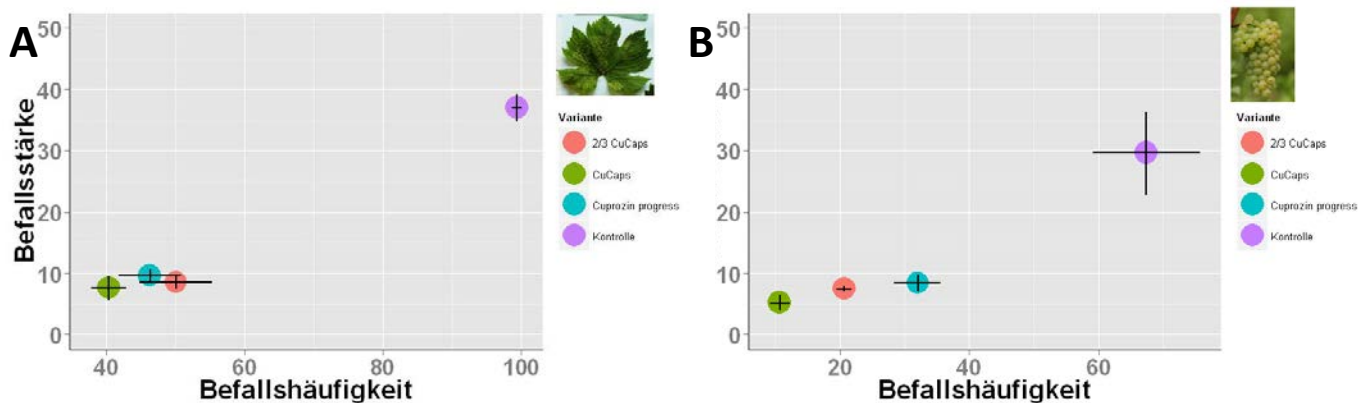 A
50
40
30
20
10
0
Befallsstärke
40 60 80 100
Befallshäufigkeit
Variante
2/3 CuCaps
CuCaps
Cuprozin progress
Kontrolle
B
50
40
30
20
10
0
20 40 60
Befallshäufigkeit
Variante
2/3 CuCaps
CuCaps
Cuprozin progress
Kontrolle